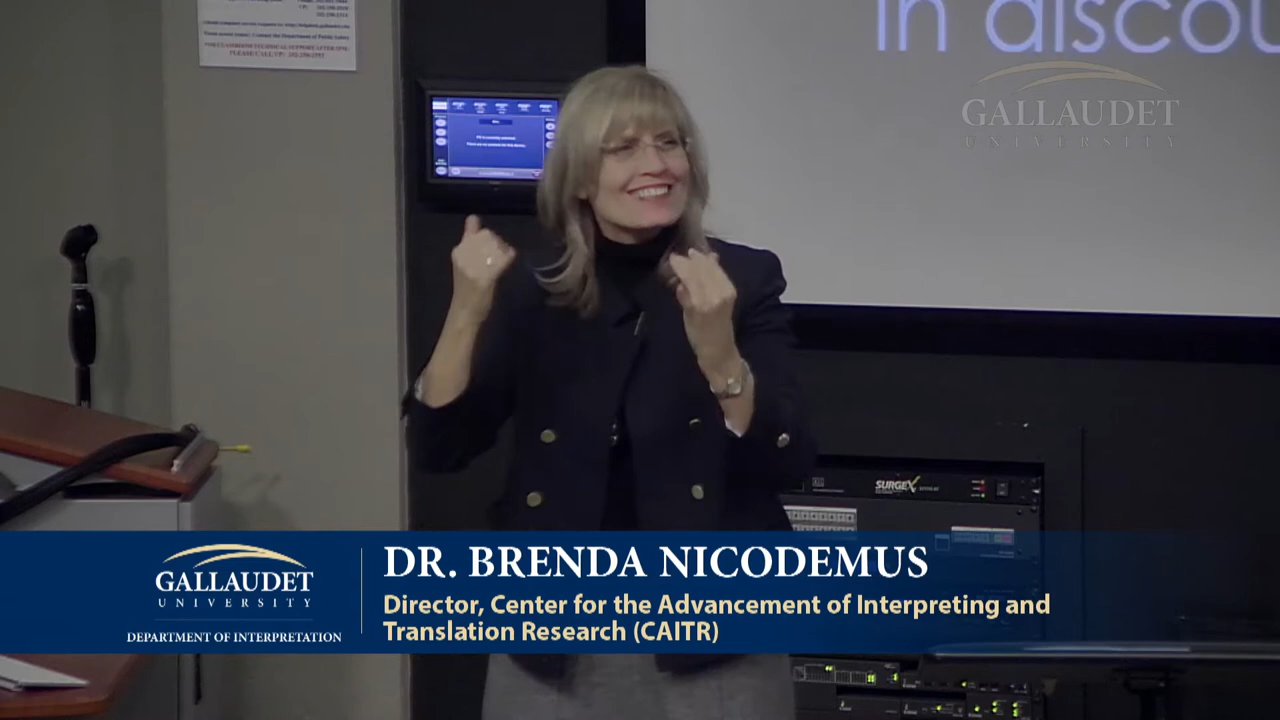 in discou
GALLAUDET
UNIVERSITY
SURGEX
GALLAUDET
UNIVERSITY
DEPARTMENT OF INTERPRETATION
DR. BRENDA NICODEMUS
Director, Center for the Advancement of Interpreting and
Translation Research (CAITR)